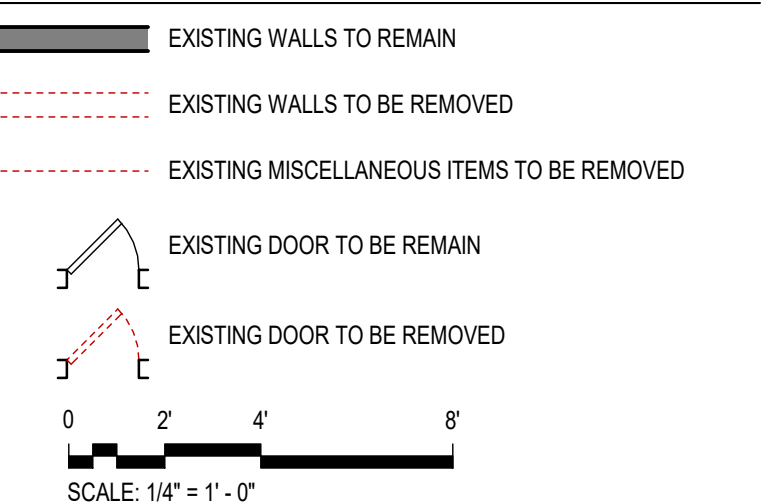 EXISTING WALLS TO REMAIN
EXISTING WALLS TO BE REMOVED
EXISTING MISCELLANEOUS ITEMS TO BE REMOVED
EXISTING DOOR TO BE REMAIN
EXISTING DOOR TO BE REMOVED
0 2' 4' 8'
SCALE: 1/4" = 1' - 0"